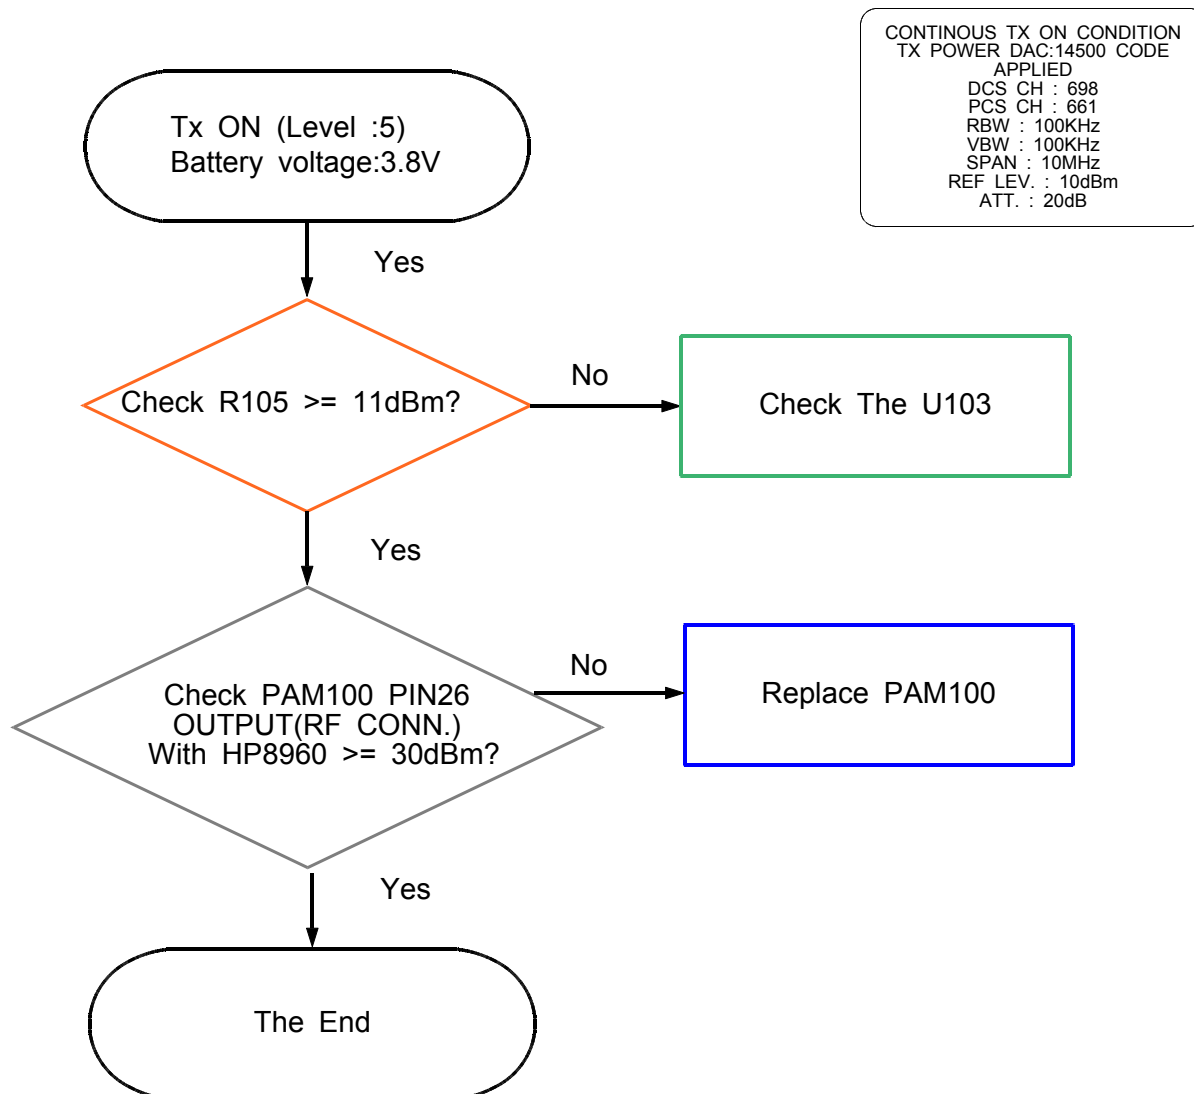 CONTINOUS TX ON CONDITION
TX POWER DAC:14500 CODE
APPLIED
DCS CH : 698
PCS CH : 661
RBW : 100KHz
VBW : 100KHz
SPAN : 10MHz
REF LEV. : 10dBm
ATT. : 20dB
Tx ON (Level :5)
Battery voltage:3.8V
Yes
Check R105 >= 11dBm?
No
Check The U103
Yes
Check PAM100 PIN26
OUTPUT(RF CONN.)
With HP8960 >= 30dBm?
No
Replace PAM100
Yes
The End